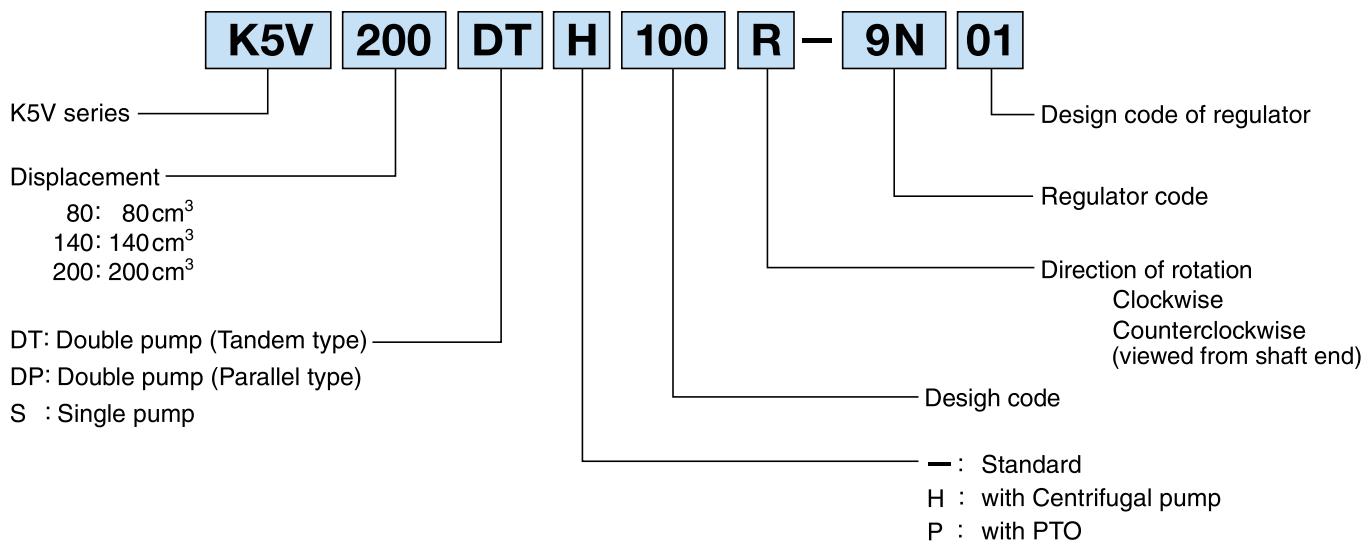 K5V 200 DT H 100 R – 9N 01
K5V series
Design code of regulator
Displacement
80: 80cm³
140: 140cm³
200: 200cm³
Regulator code
Direction of rotation
Clockwise
Counterclockwise
(viewed from shaft end)
DT: Double pump (Tandem type)
DP: Double pump (Parallel type)
S : Single pump
Desigh code
– : Standard
H : with Centrifugal pump
P : with PTO